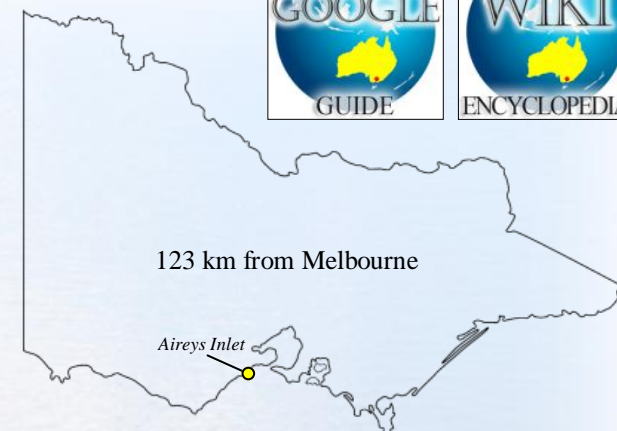 GOOGLE
GUIDE
WIKI
ENCYCLOPEDIA
123 km from Melbourne
Aireys Inlet